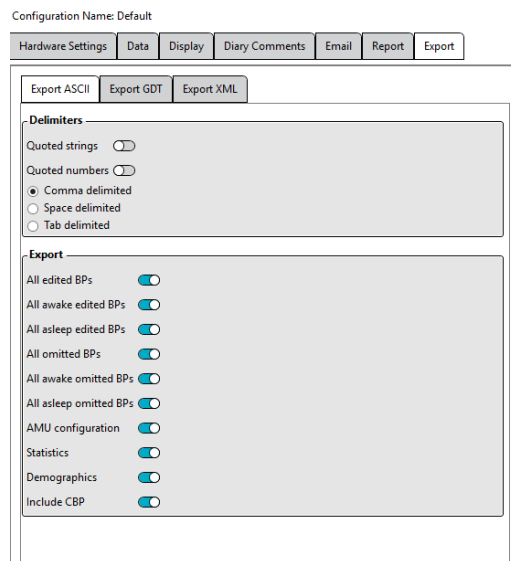 Configuration Name: Default
Hardware Settings Data Display Diary Comments Email Report Export
Export ASCII Export GDT Export XML
Delimiters
Quoted strings
Quoted numbers
Comma delimited
Space delimited
Tab delimited
Export
All edited BPs
All awake edited BPs
All asleep edited BPs
All omitted BPs
All awake omitted BPs
All asleep omitted BPs
AMU configuration
Statistics
Demographics
Include CBP